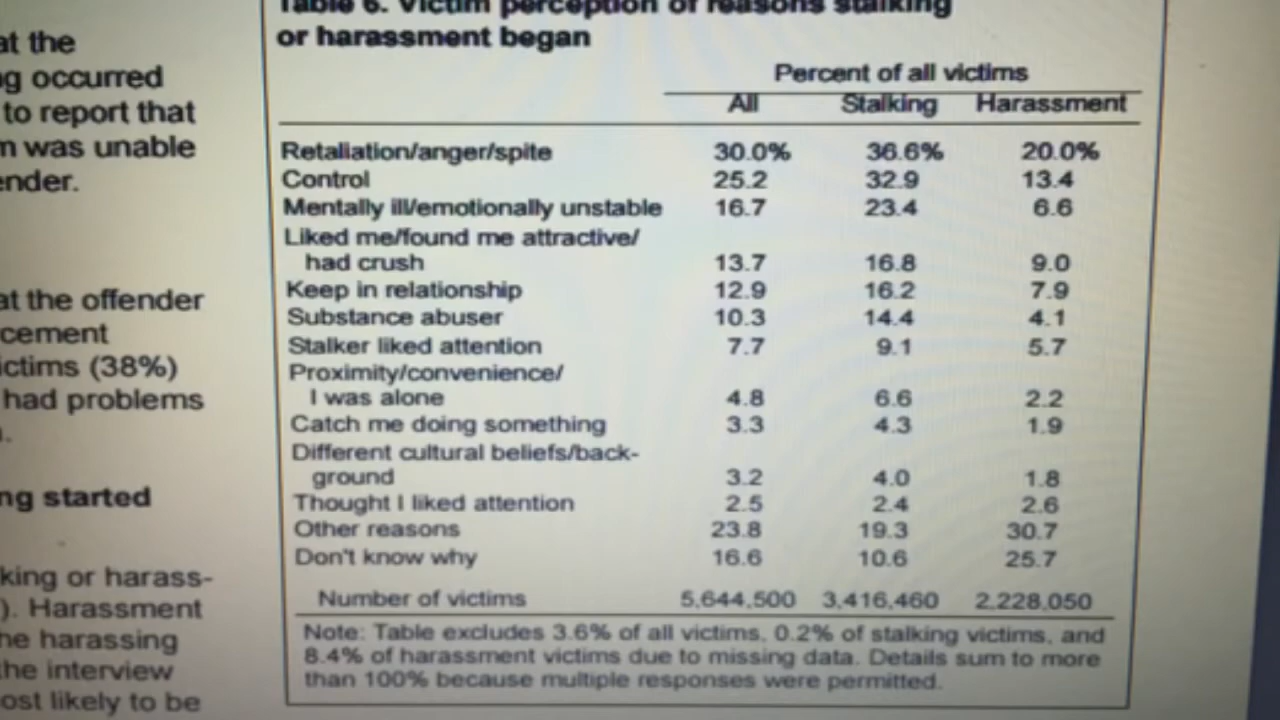 at the
ng occurred
to report that
m was unable
ender.
at the offender
cement
ictims (38%)
had problems
ng started
king or harass-
). Harassment
he harassing
the interview
ost likely to be
Table 6. Victim perception of reasons stalking
or harassment began
Percent of all victims
All Stalking Harassment
Retaliation/anger/spite 30.0% 36.6% 20.0%
Control 25.2 32.9 13.4
Mentally ill/emotionally unstable 16.7 23.4 6.6
Liked me/found me attractive/
had crush 13.7 16.8 9.0
Keep in relationship 12.9 16.2 7.9
Substance abuser 10.3 14.4 4.1
Stalker liked attention 7.7 9.1 5.7
Proximity/convenience/
I was alone 4.8 6.6 2.2
Catch me doing something 3.3 4.3 1.9
Different cultural beliefs/back-
ground 3.2 4.0 1.8
Thought I liked attention 2.5 2.4 2.6
Other reasons 23.8 19.3 30.7
Don't know why 16.6 10.6 25.7
Number of victims 5,644,500 3,416,460 2,228,050
Note: Table excludes 3.6% of all victims, 0.2% of stalking victims, and
8.4% of harassment victims due to missing data. Details sum to more
than 100% because multiple responses were permitted.